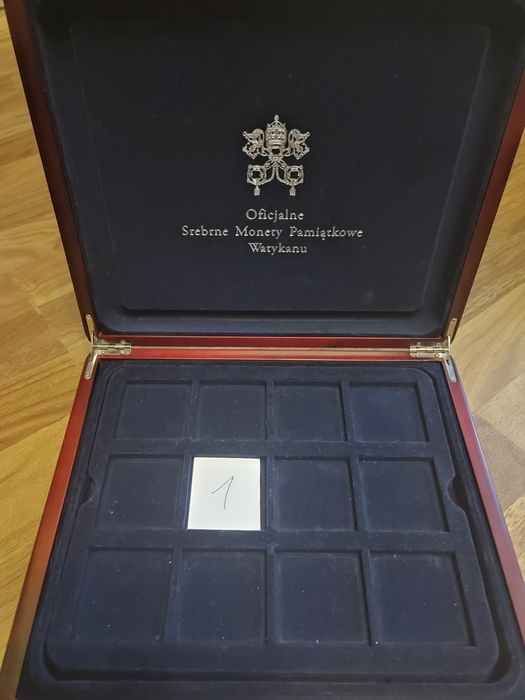 Oficjalne
Srebrne Monety Pamiątkowe
Watykanu
1